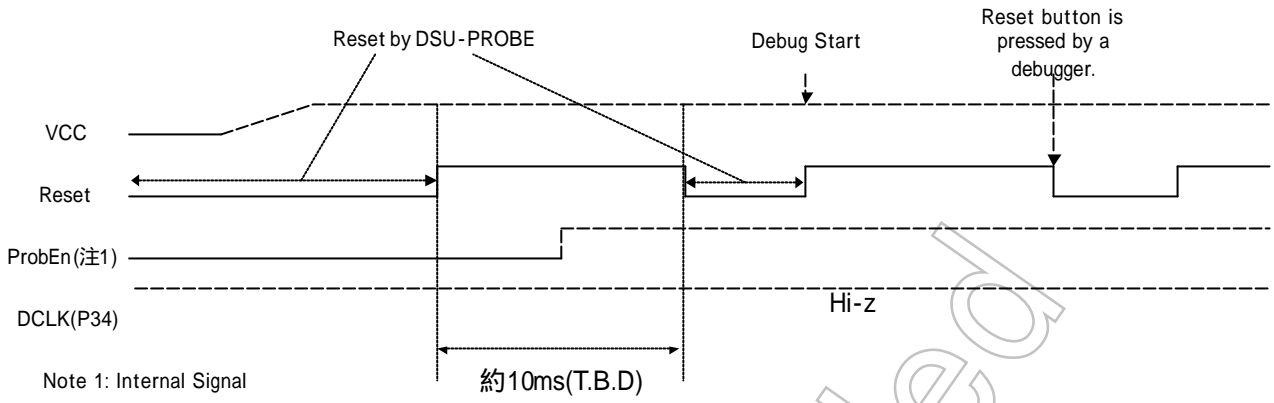 Reset by DSU-PROBE
Debug Start
Reset button is
pressed by a
debugger.
VCC
Reset
ProbEn(注1)
Hi-z
DCLK(P34)
Note 1: Internal Signal
約10ms(T.B.D)